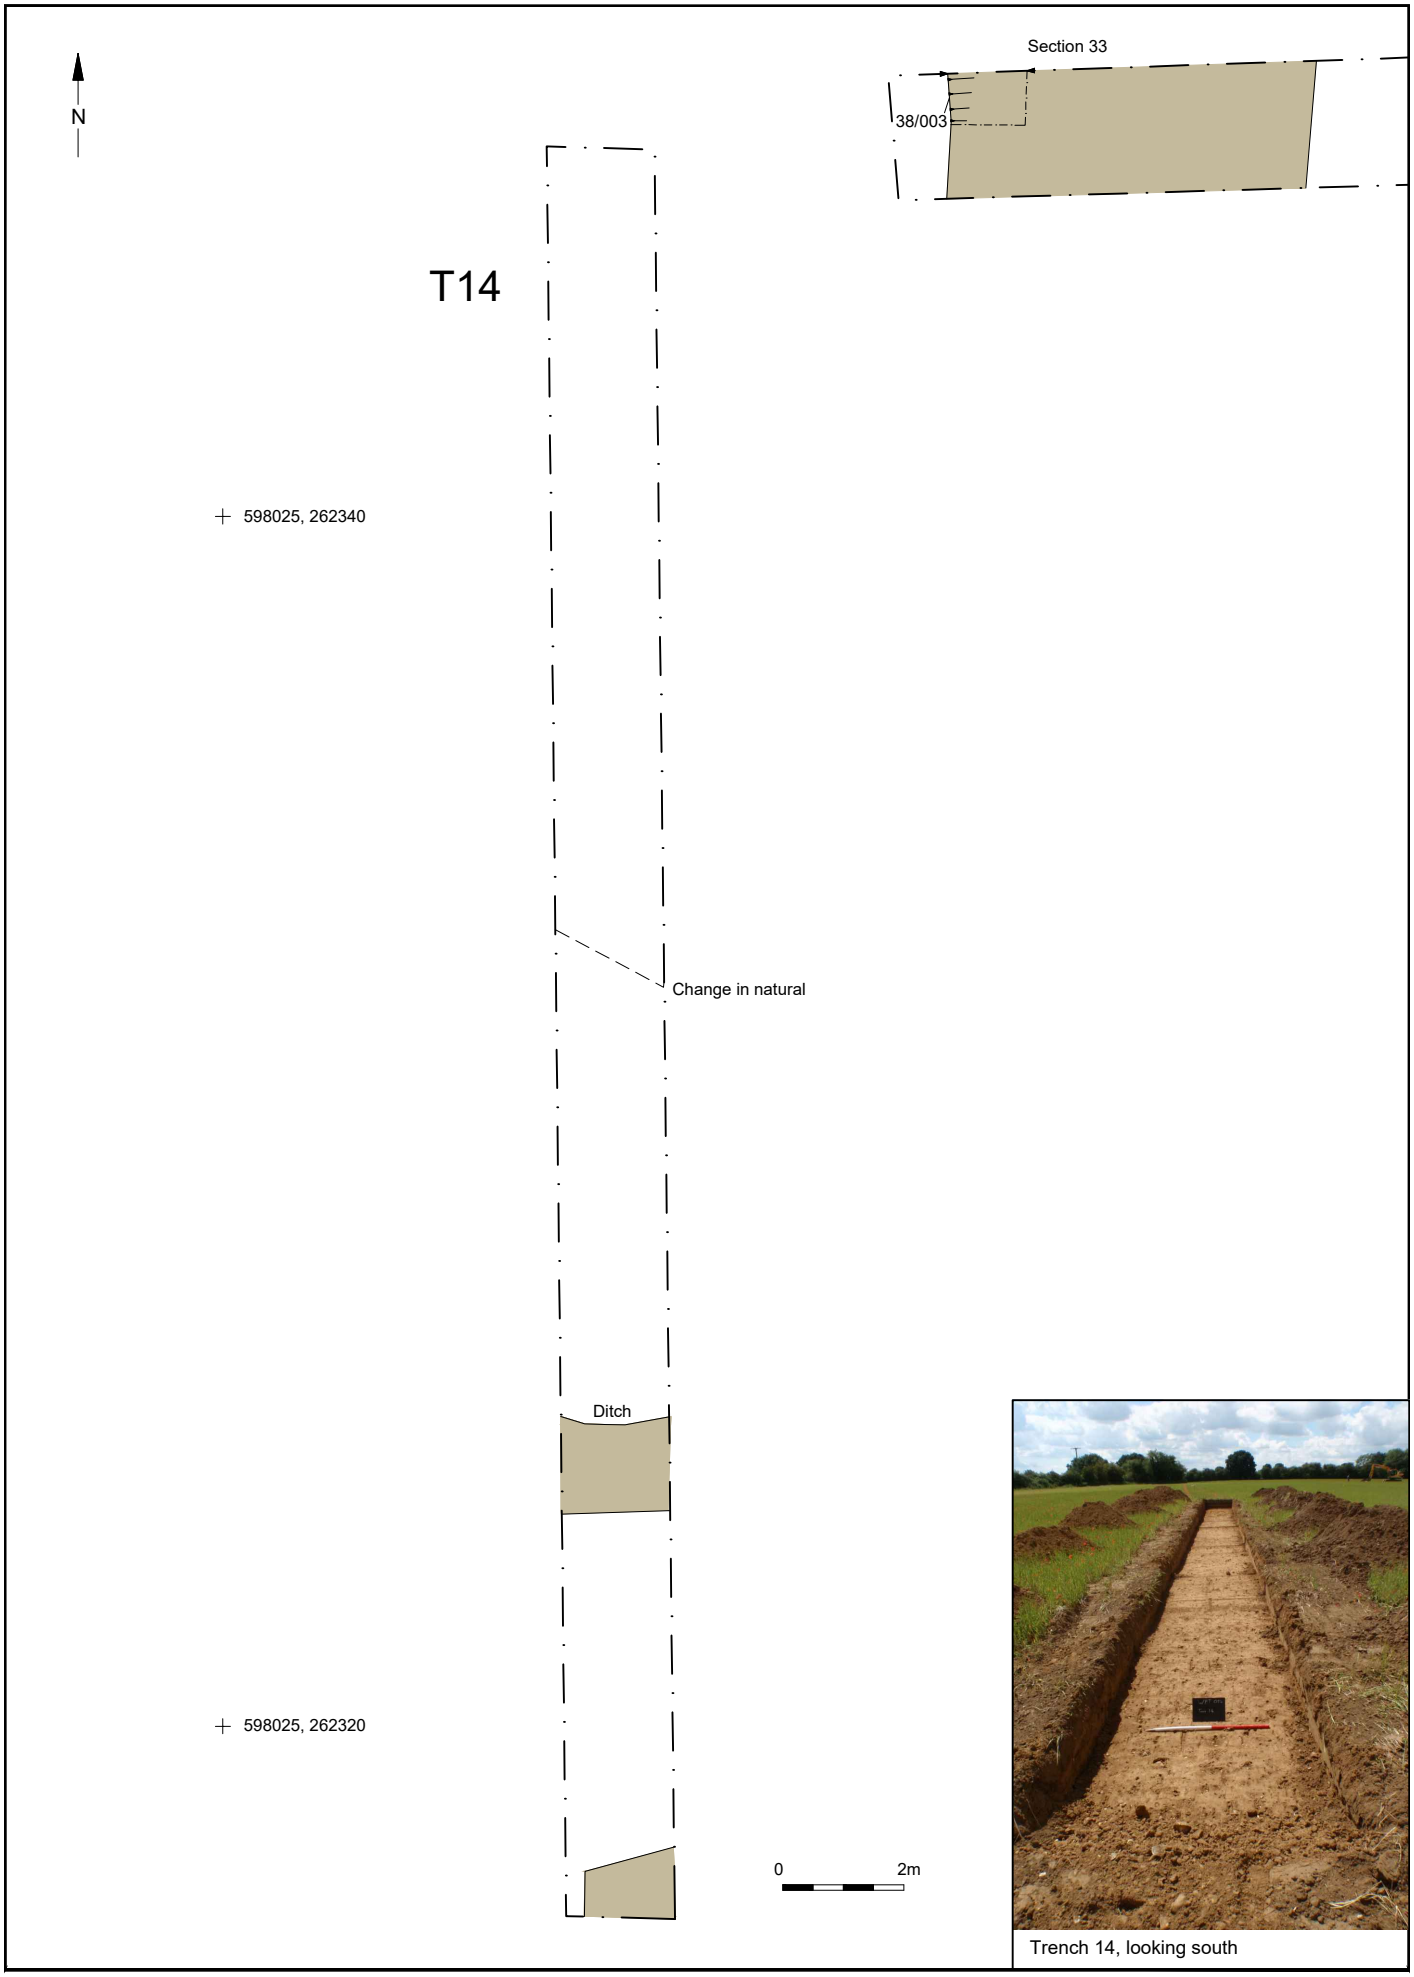 Section 33
N
38/003
T14
598025, 262340
Change in natural
Ditch
598025, 262320
0 2m
Trench 14, looking south